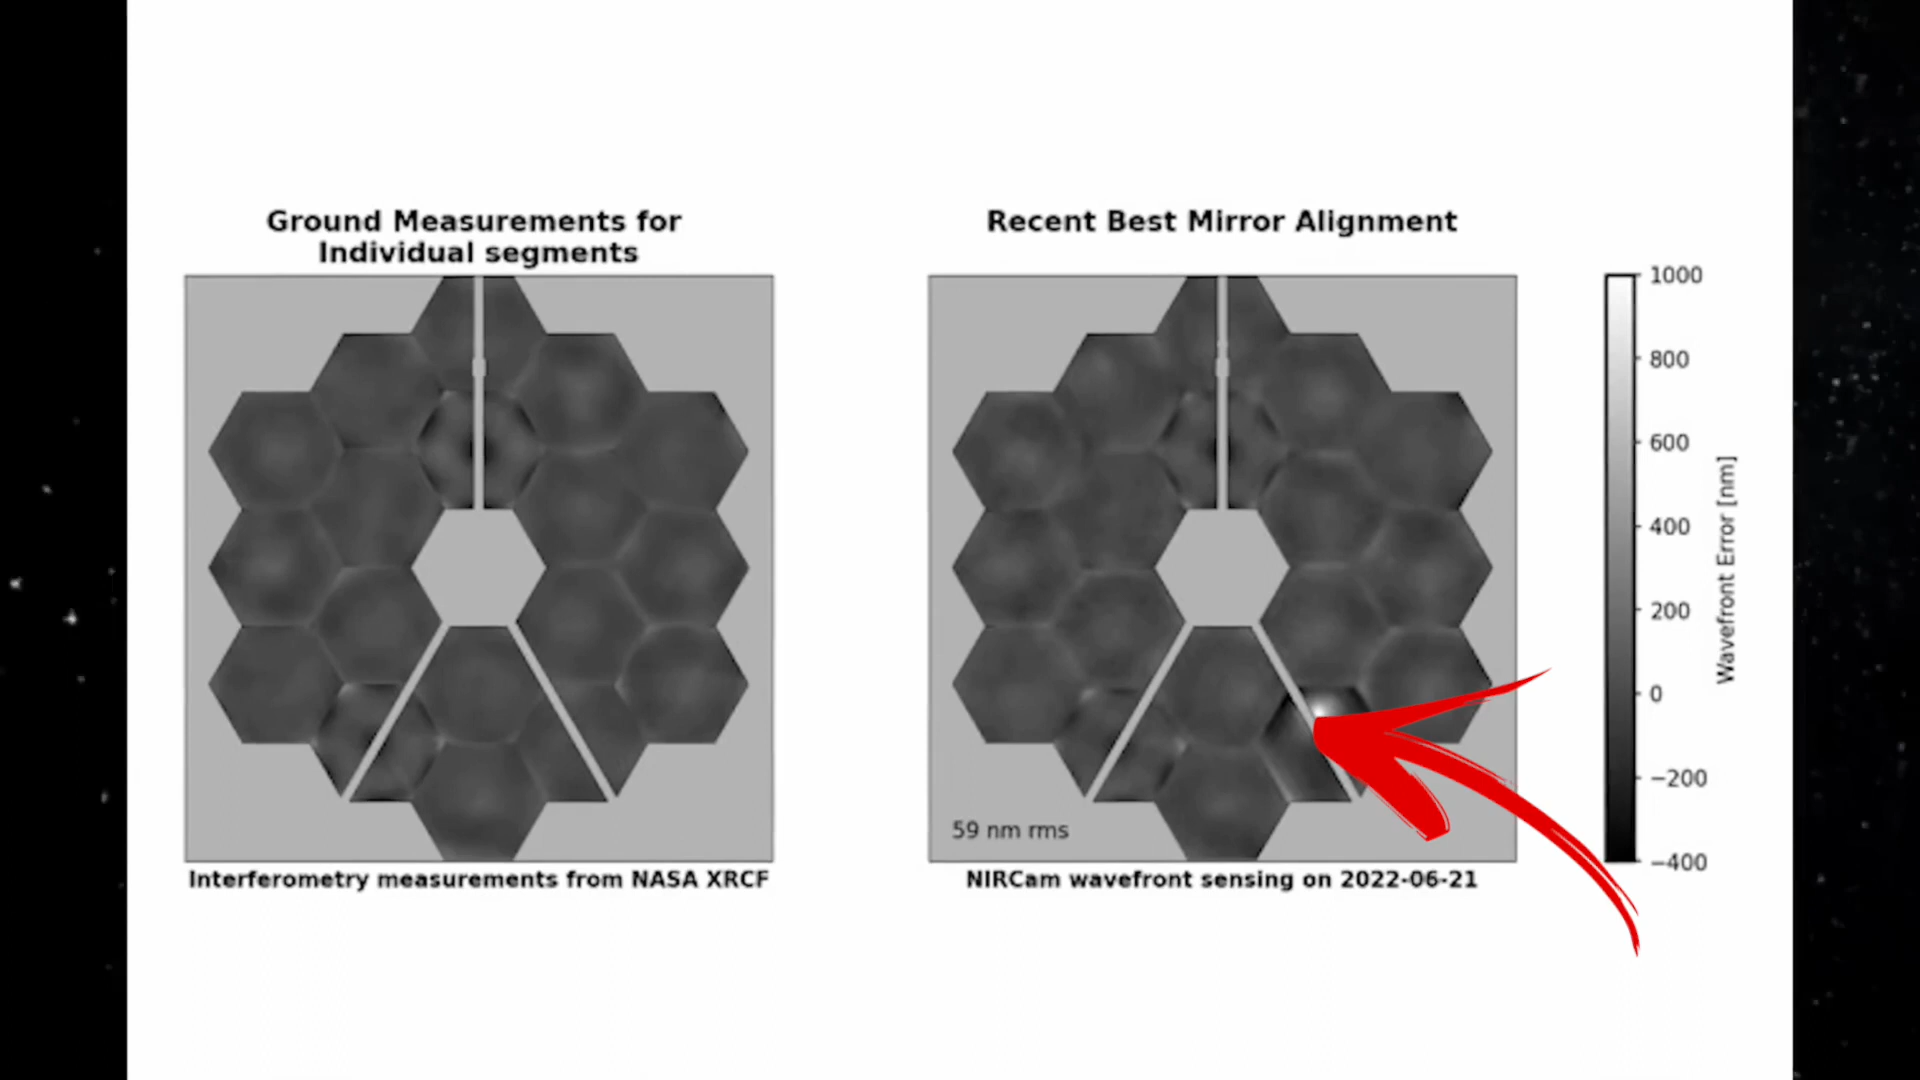 Ground Measurements for
Individual segments
Interferometry measurements from NASA XRCF
Recent Best Mirror Alignment
59 nm rms
NIRCam wavefront sensing on 2022-06-21
1000
800
600
400
200
0
−200
−400
Wavefront Error [nm]